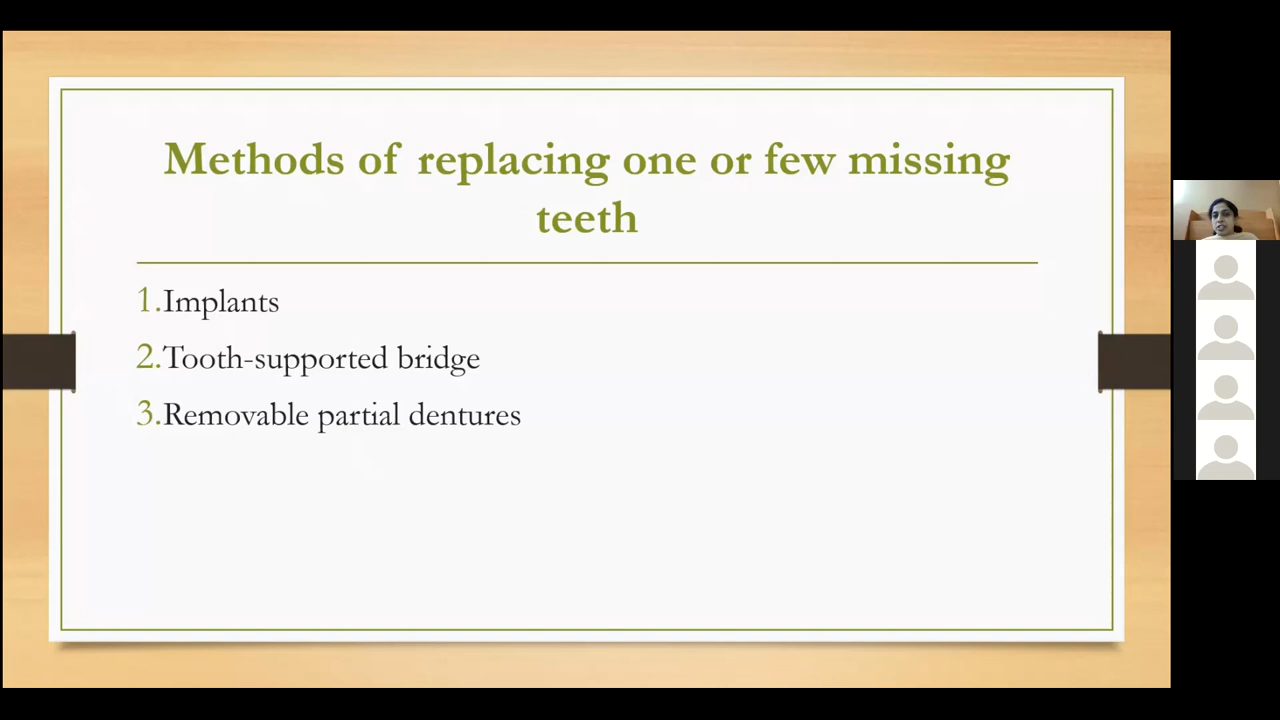 Methods of replacing one or few missing
teeth
1.Implants
2.Tooth-supported bridge
3.Removable partial dentures